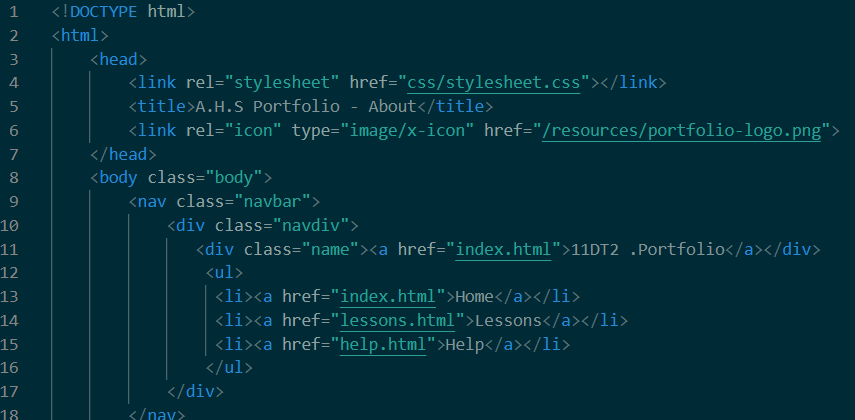 1 <!DOCTYPE html>
2 <html>
3 <head>
4 <link rel="stylesheet" href="css/stylesheet.css"></link>
5 <title>A.H.S Portfolio - About</title>
6 <link rel="icon" type="image/x-icon" href="/resources/portfolio-logo.png">
7 </head>
8 <body class="body">
9 <nav class="navbar">
10 <div class="navdiv">
11 <div class="name"><a href="index.html">11DT2 .Portfolio</a></div>
12 <ul>
13 <li><a href="index.html">Home</a></li>
14 <li><a href="lessons.html">Lessons</a></li>
15 <li><a href="help.html">Help</a></li>
16 </ul>
17 </div>
18 </nav>